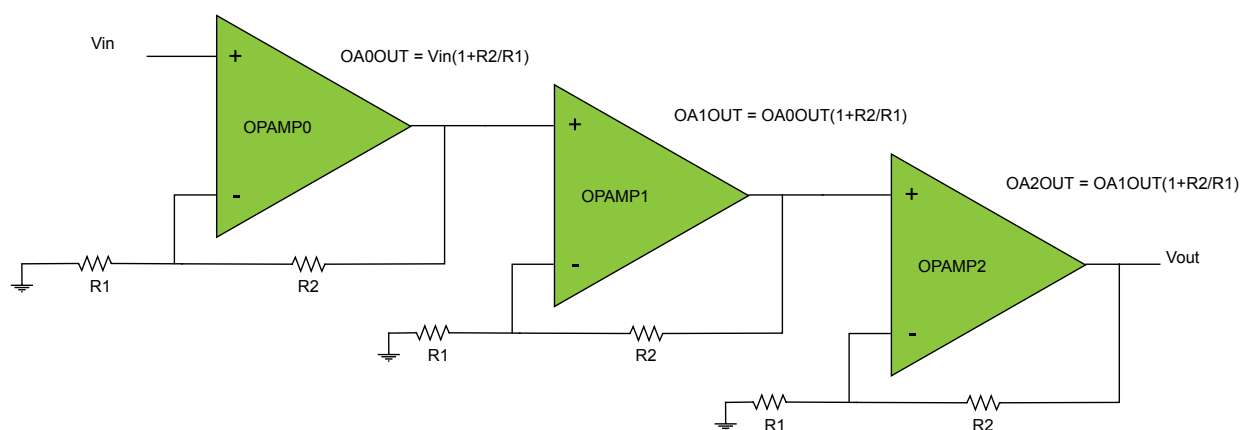 Vin
OA0OUT = Vin(1+R2/R1)
+
OPAMP0
-
R1
R2
OA1OUT = OA0OUT(1+R2/R1)
+
OPAMP1
-
R1
R2
OA2OUT = OA1OUT(1+R2/R1)
+
OPAMP2
-
Vout
R1
R2